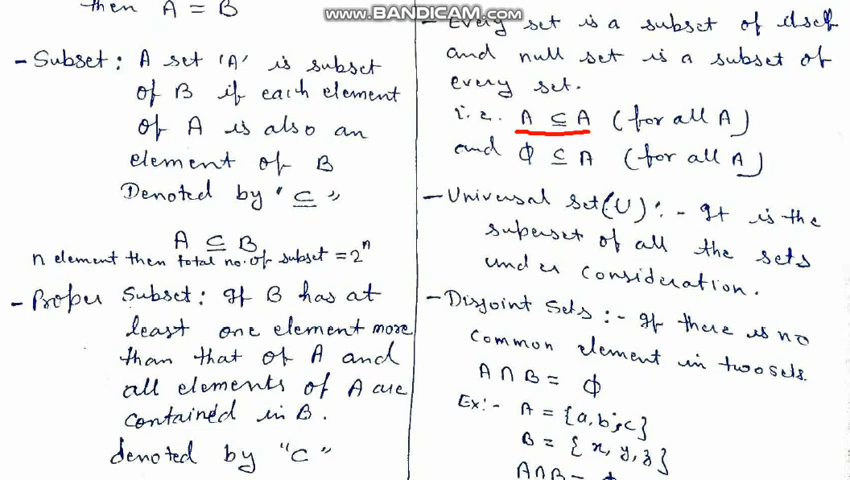 www.BANDICAM.com
then A = B
- Subset: A set 'A' is subset
of B if each element
of A is also an
element of B
Denoted by "⊆"
A ⊆ B
n element then total no. of subset = 2ⁿ
- Proper Subset: If B has at
least one element more
than that of A and
all elements of A are
contained in B.
denoted by "⊂"
- Every set is a subset of itself
and null set is a subset of
every set.
i.e. A ⊆ A (for all A)
and ϕ ⊆ A (for all A)
- Universal set(U): - It is the
superset of all the sets
under consideration.
- Disjoint Sets: - If there is no
common element in two sets.
A ∩ B = ϕ
Ex: - A = {a, b, c}
B = {x, y, z}
A∩B = ϕ